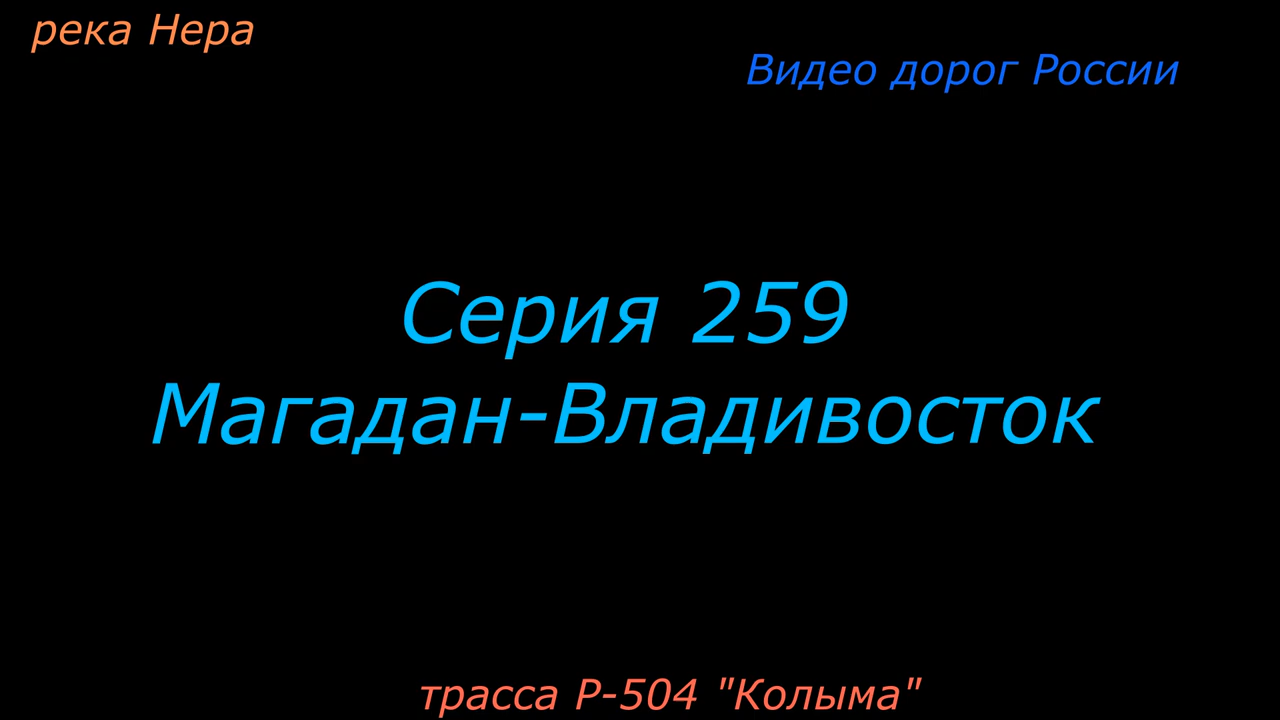 река Нера
Видео дорог России
Серия 259
Магадан-Владивосток
трасса Р-504 "Колыма"